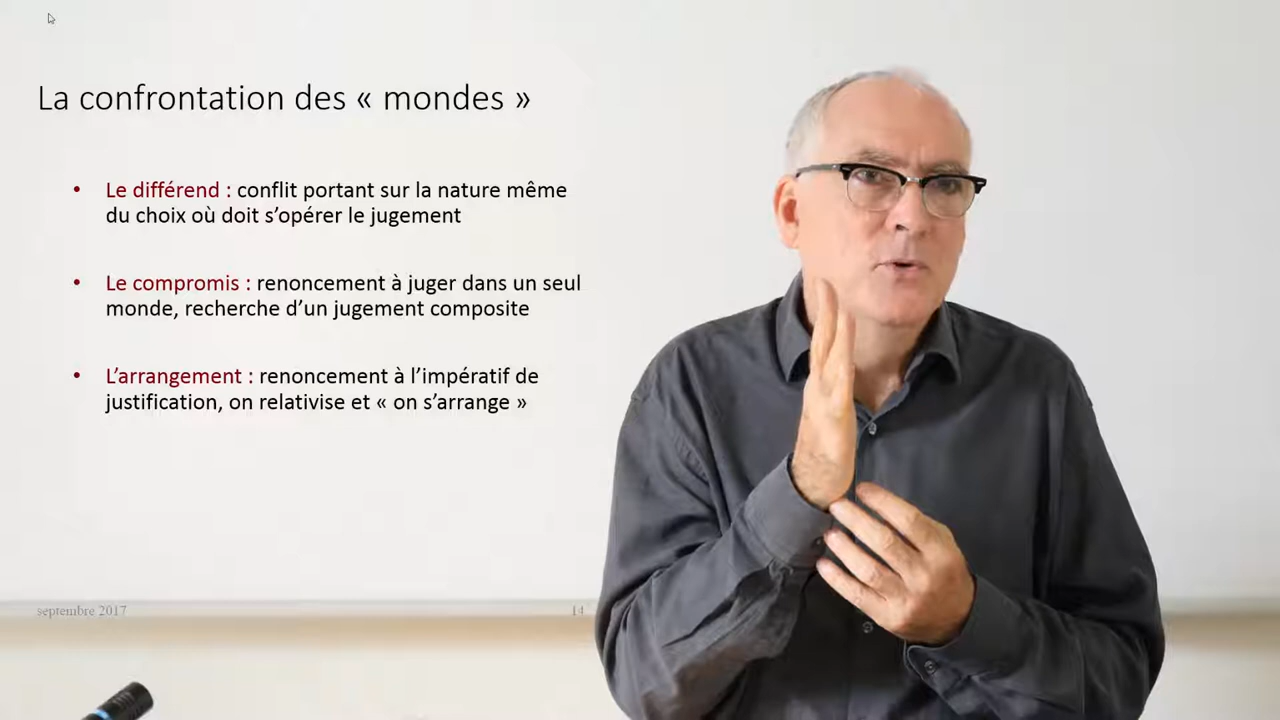 La confrontation des « mondes »
• Le différend : conflit portant sur la nature même
du choix où doit s’opérer le jugement
• Le compromis : renoncement à juger dans un seul
monde, recherche d’un jugement composite
• L’arrangement : renoncement à l’impératif de
justification, on relativise et « on s’arrange »
septembre 2017
14